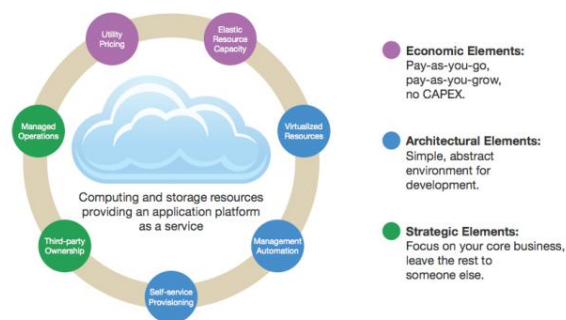 Utility
Pricing
Elastic
Resource
Capacity
Managed
Operations
Virtualized
Resources
Computing and storage resources
providing an application platform
as a service
Third-party
Ownership
Management
Automation
Self-service
Provisioning
Economic Elements:
Pay-as-you-go,
pay-as-you-grow,
no CAPEX.
Architectural Elements:
Simple, abstract
environment for
development.
Strategic Elements:
Focus on your core business,
leave the rest to
someone else.